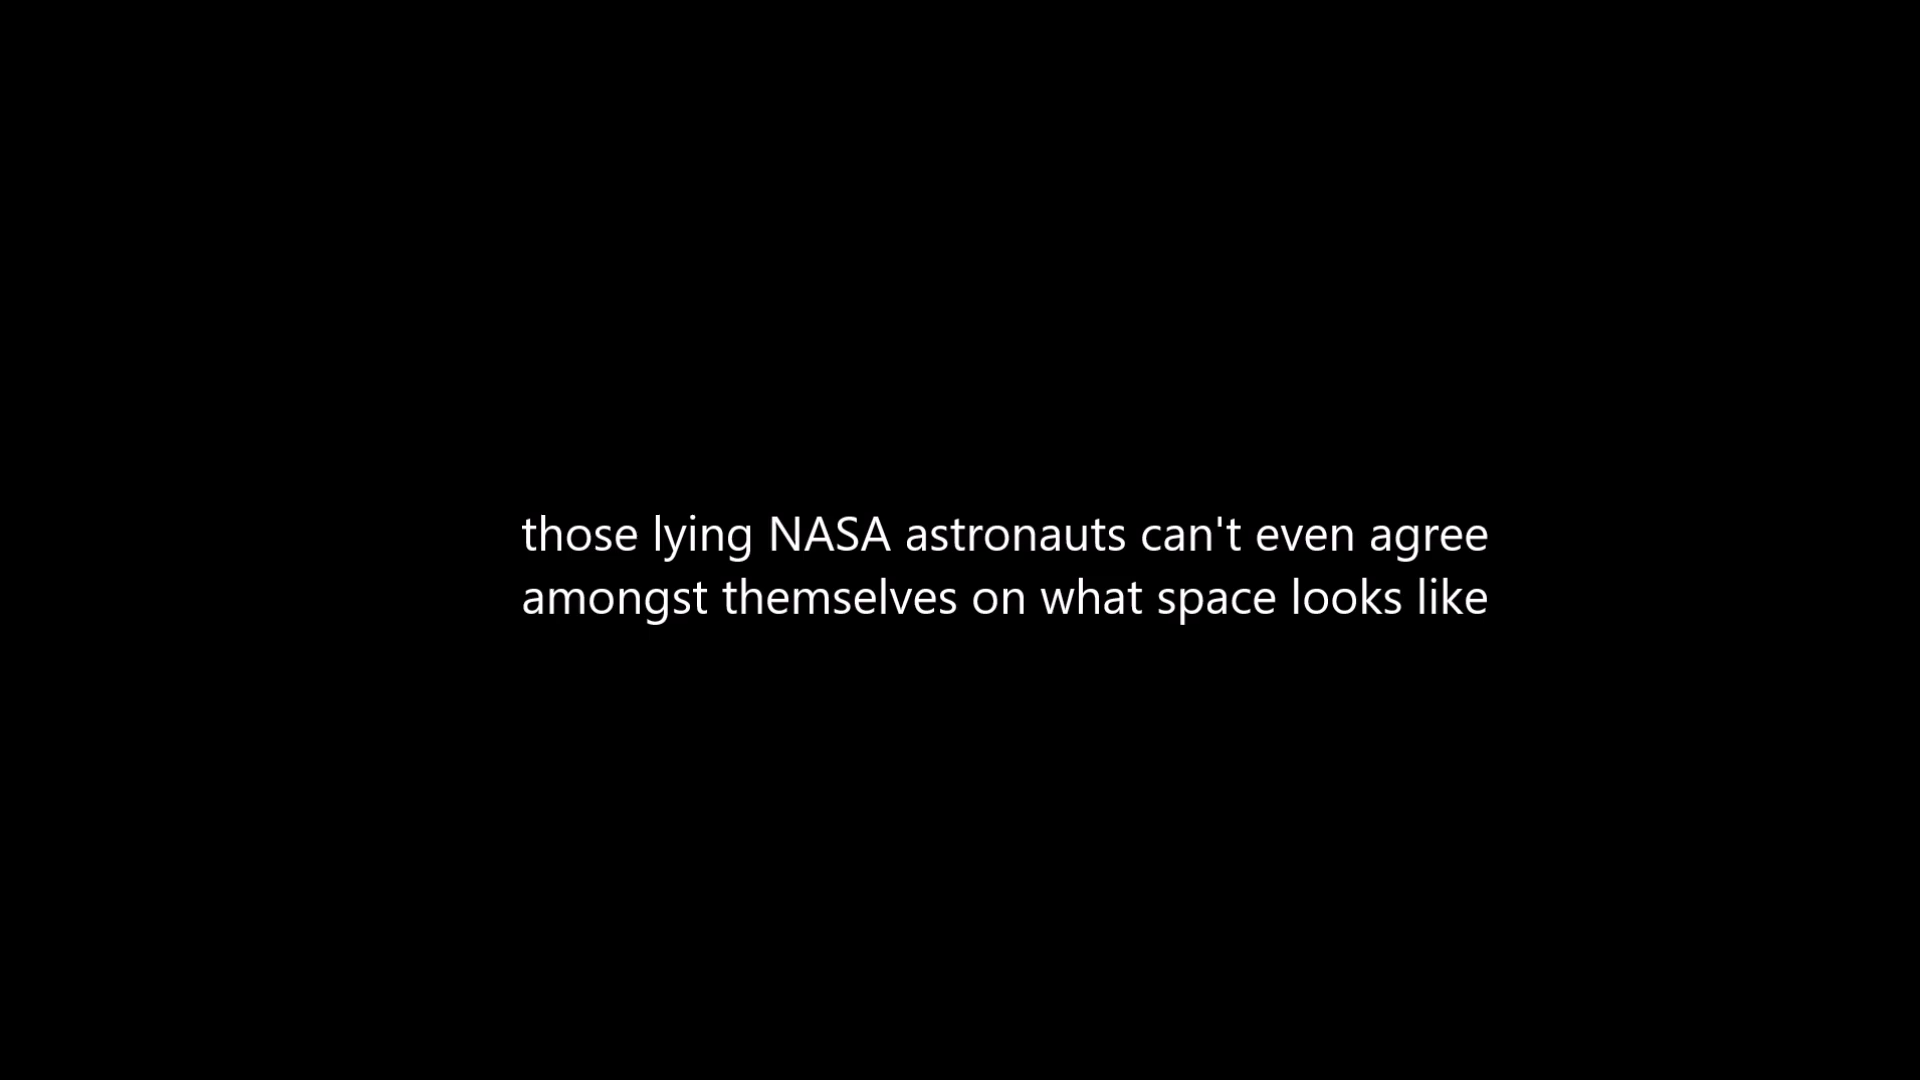 those lying NASA astronauts can't even agree
amongst themselves on what space looks like